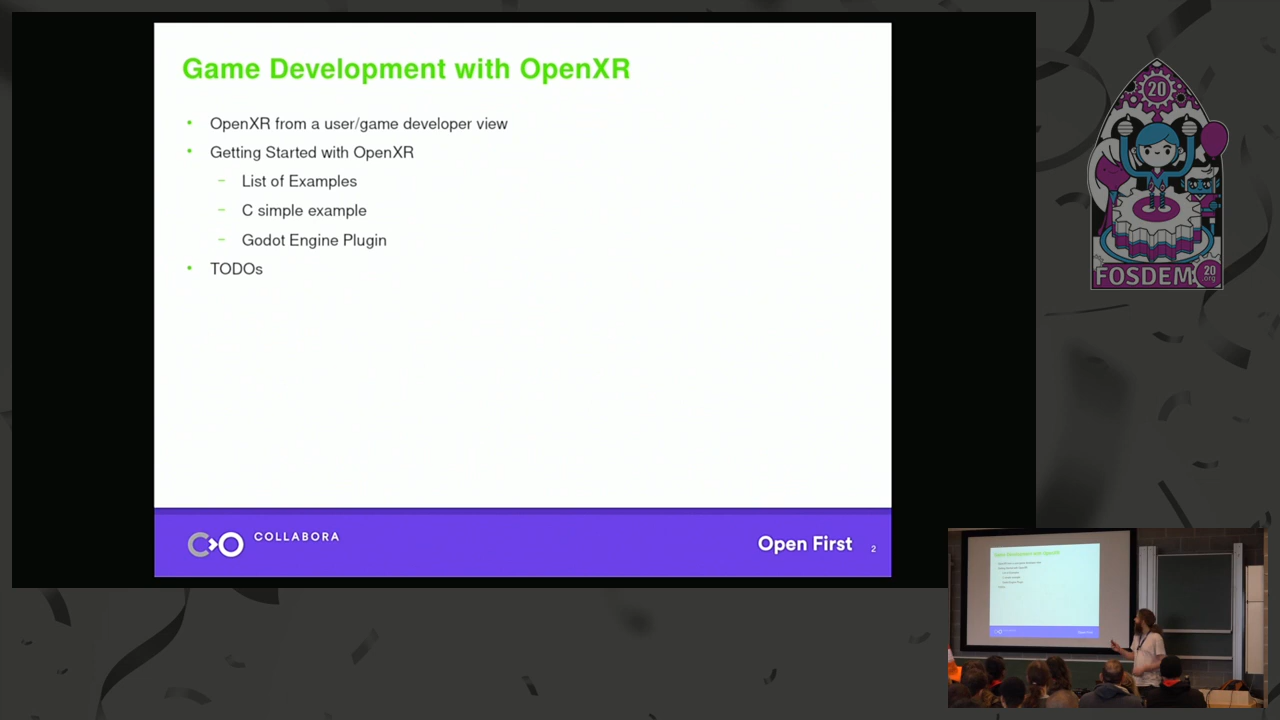 Game Development with OpenXR
• OpenXR from a user/game developer view
• Getting Started with OpenXR
– List of Examples
– C simple example
– Godot Engine Plugin
• TODOs
COLLABORA
Open First
2
20
FOSDEM
20
.org